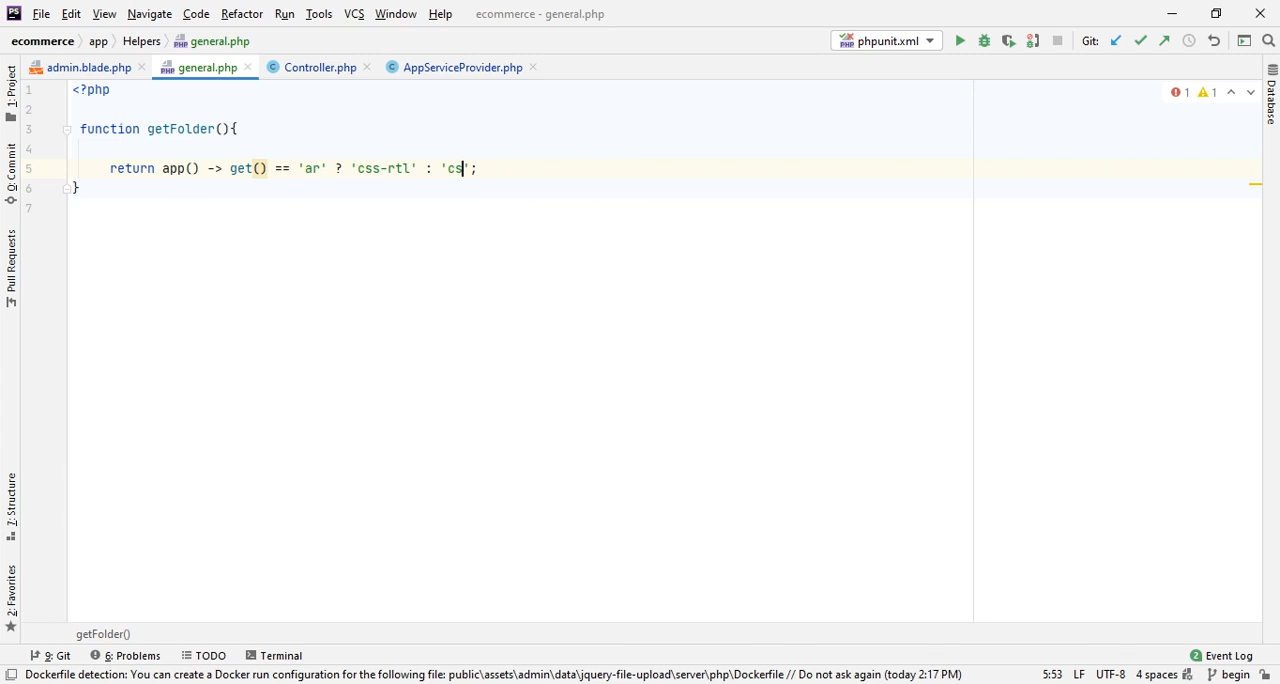 File Edit View Navigate Code Refactor Run Tools VCS Window Help ecommerce - general.php
ecommerce app Helpers general.php phpunit.xml Git:
admin.blade.php general.php Controller.php AppServiceProvider.php
1 <?php 1 1
2
3 function getFolder(){
4
5 return app() -> get() == 'ar' ? 'css-rtl' : 'cs';
6 }
7
1: Project
0: Commit
Pull Requests
7: Structure
2: Favorites
Database
getFolder()
9: Git 6: Problems TODO Terminal 2 Event Log
Dockerfile detection: You can create a Docker run configuration for the following file: public\assets\admin\data\jquery-file-upload\server\php\Dockerfile // Do not ask again (today 2:17 PM) 5:53 LF UTF-8 4 spaces begin